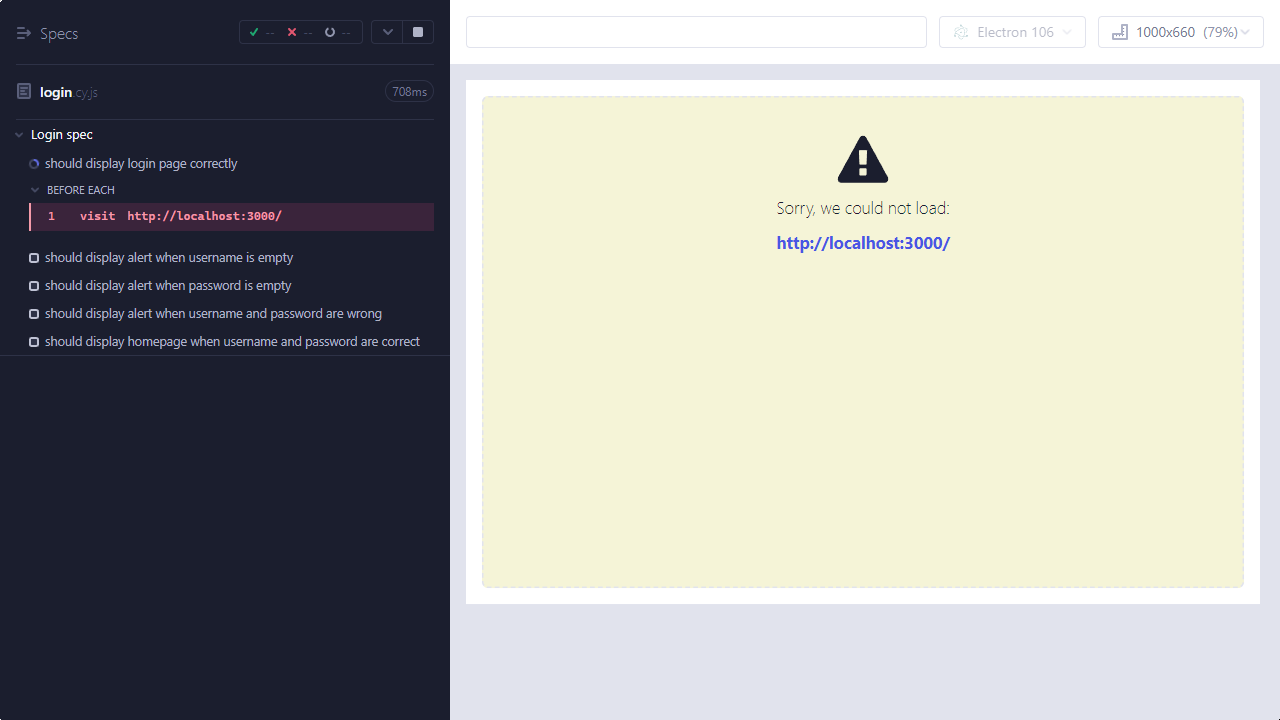 Specs
-- -- --
login.cy.js 708ms
Login spec
should display login page correctly
BEFORE EACH
1 visit http://localhost:3000/
should display alert when username is empty
should display alert when password is empty
should display alert when username and password are wrong
should display homepage when username and password are correct
Electron 106
1000x660 (79%)
Sorry, we could not load:
http://localhost:3000/